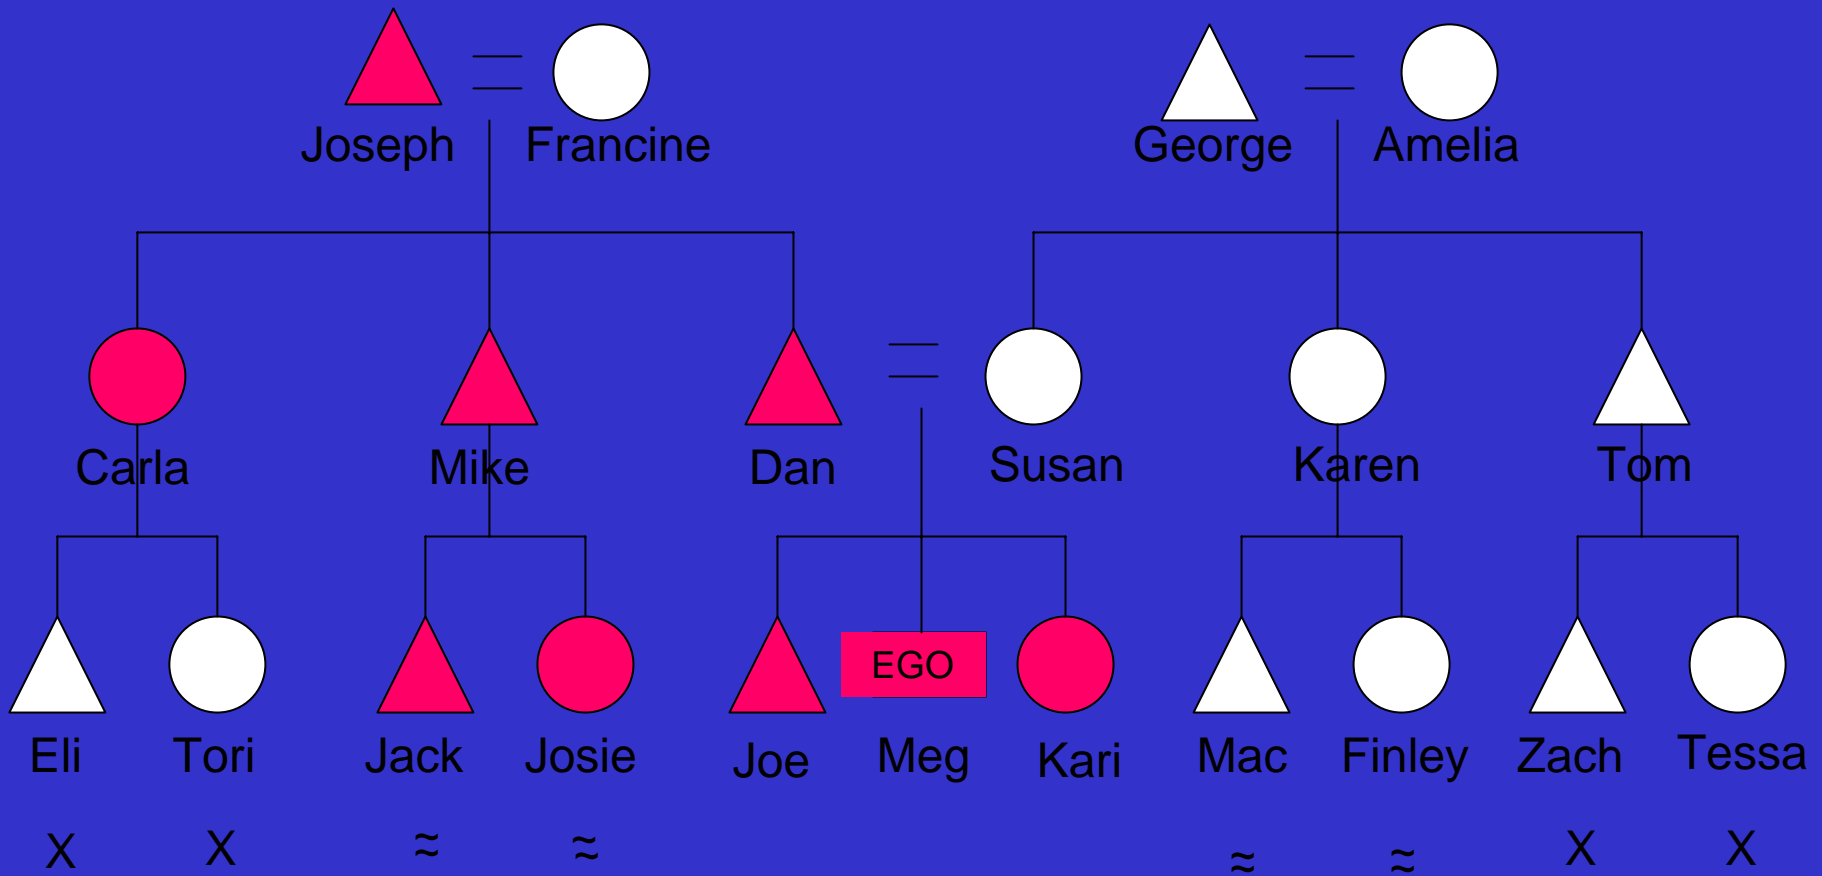 Joseph Francine George Amelia
Carla Mike Dan Susan Karen Tom
EGO
Eli Tori Jack Josie Joe Meg Kari Mac Finley Zach Tessa
X X ≈ ≈ ≈ ≈ X X